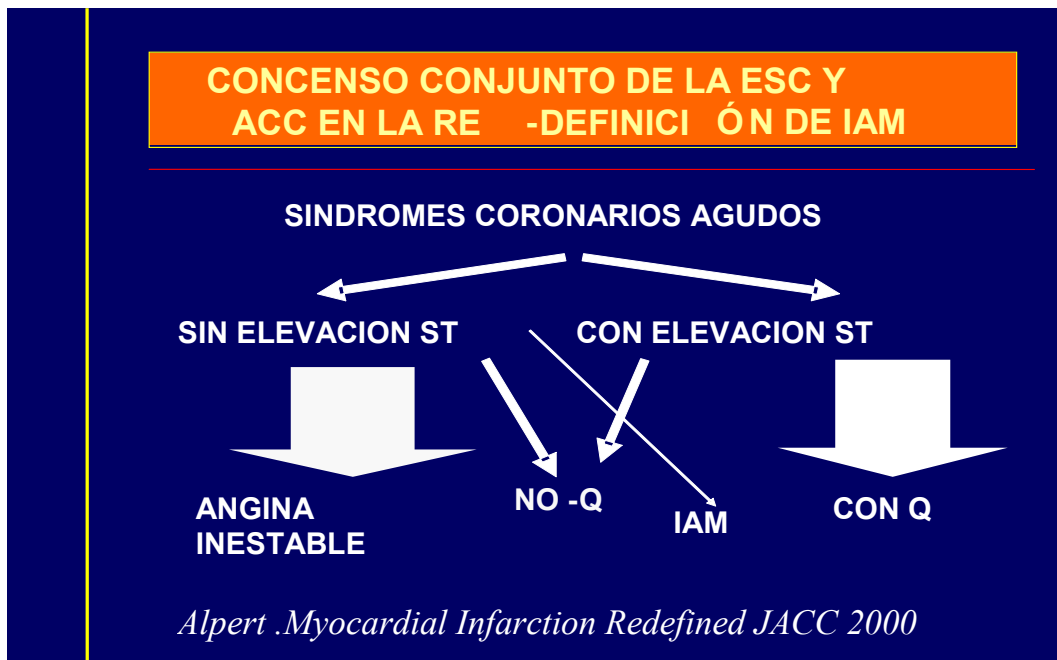 CONCENSO CONJUNTO DE LA ESC Y
ACC EN LA RE -DEFINICI ÓN DE IAM
SINDROMES CORONARIOS AGUDOS
SIN ELEVACION ST
CON ELEVACION ST
ANGINA
INESTABLE
NO -Q
IAM
CON Q
Alpert .Myocardial Infarction Redefined JACC 2000